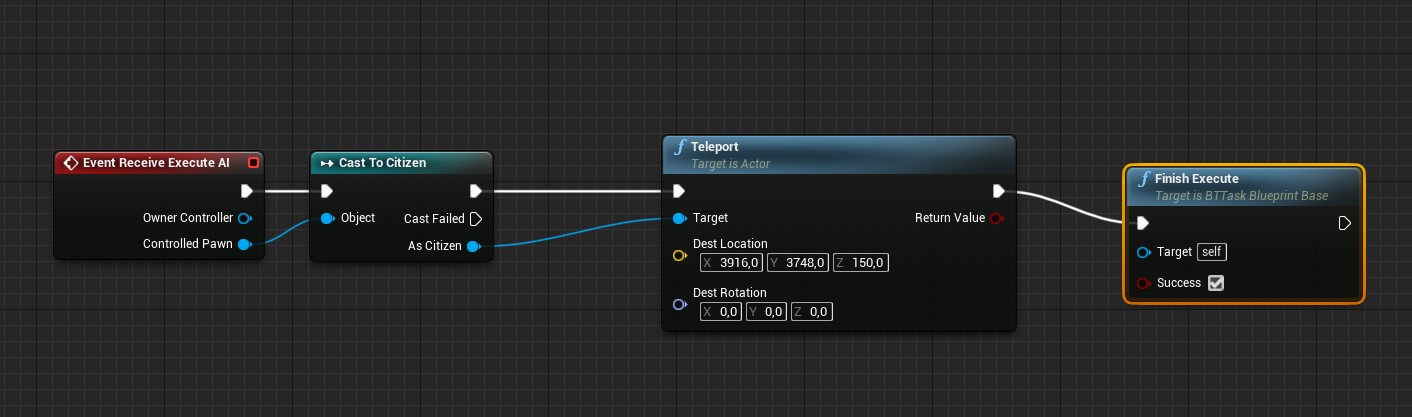 Event Receive Execute AI
Owner Controller
Controlled Pawn
Cast To Citizen
Object
Cast Failed
As Citizen
Teleport
Target is Actor
Target
Return Value
Dest Location
X 3916,0 Y 3748,0 Z 150,0
Dest Rotation
X 0,0 Y 0,0 Z 0,0
Finish Execute
Target is BTTask Blueprint Base
Target self
Success